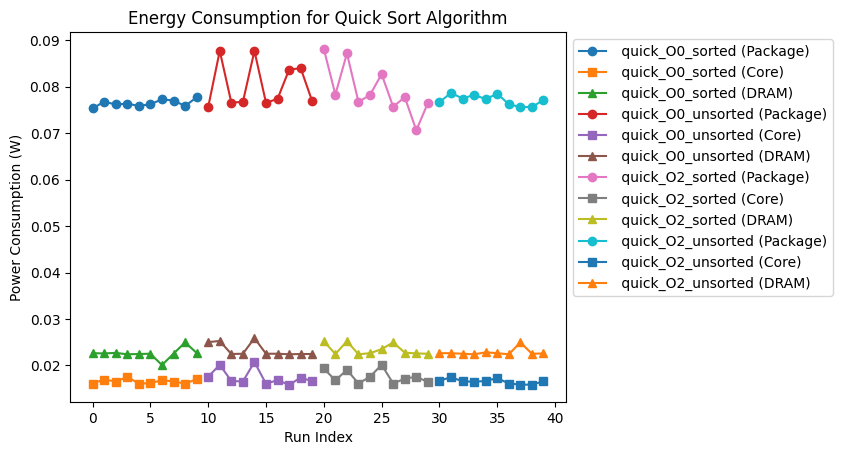 Energy Consumption for Quick Sort Algorithm
Power Consumption (W)
0.09
0.08
0.07
0.06
0.05
0.04
0.03
0.02
0
5
10
15
20
25
30
35
40
Run Index
quick_O0_sorted (Package)
quick_O0_sorted (Core)
quick_O0_sorted (DRAM)
quick_O0_unsorted (Package)
quick_O0_unsorted (Core)
quick_O0_unsorted (DRAM)
quick_O2_sorted (Package)
quick_O2_sorted (Core)
quick_O2_sorted (DRAM)
quick_O2_unsorted (Package)
quick_O2_unsorted (Core)
quick_O2_unsorted (DRAM)